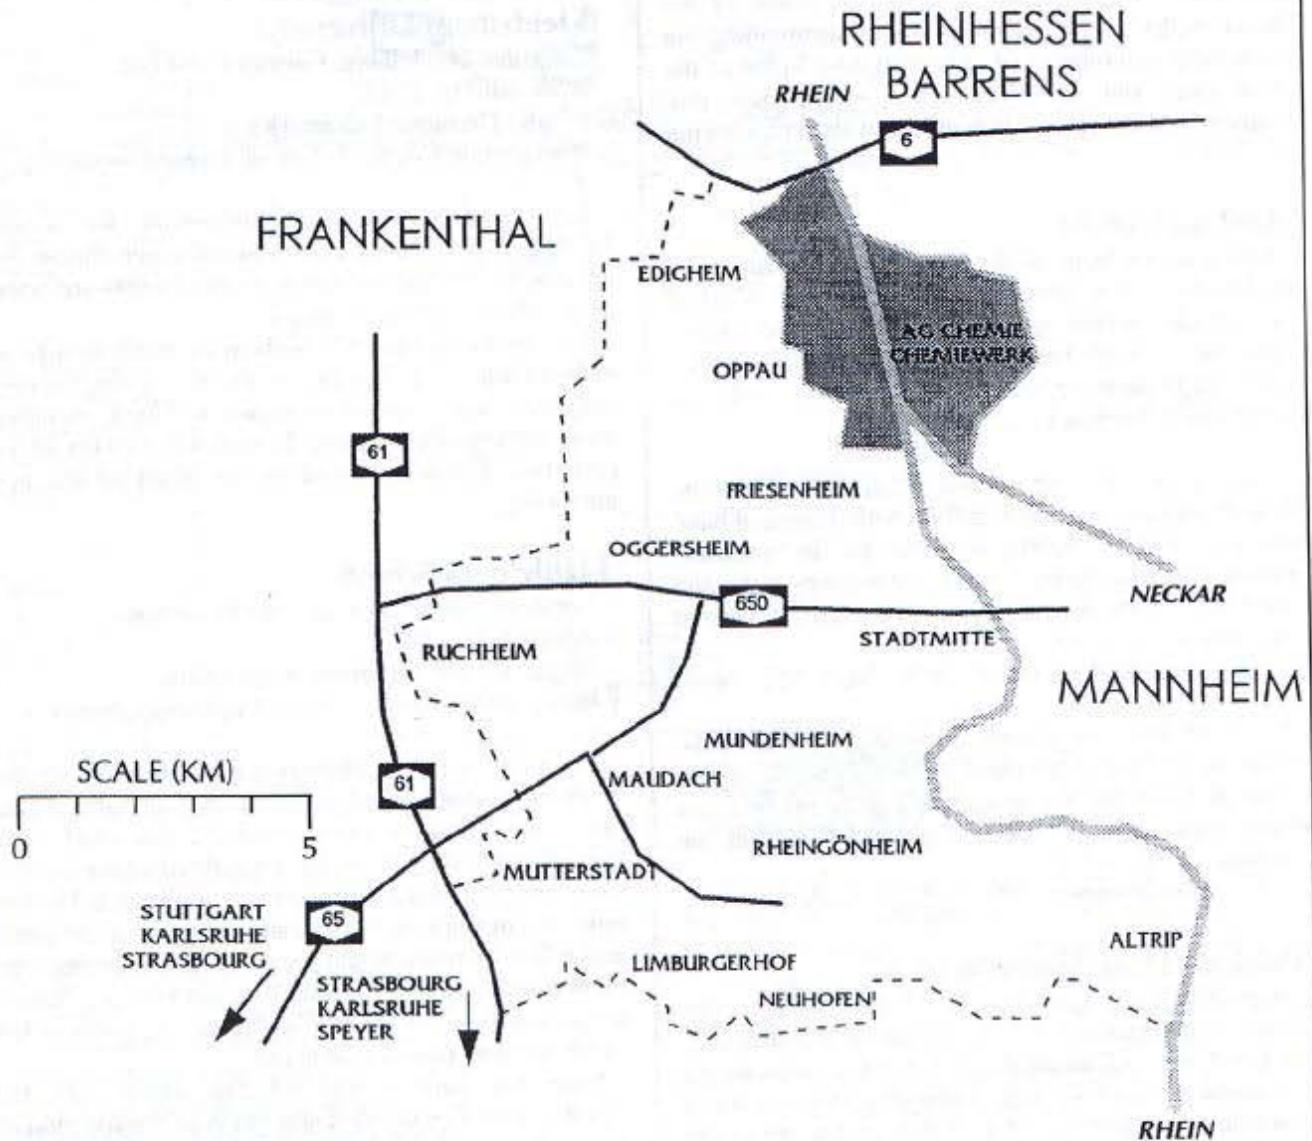 RHEINHESSEN
BARRENS
RHEIN
6
FRANKENTHAL
EDIGHEIM
AG CHEMIE
CHEMIEWERK
OPPAU
61
FRIESENHEIM
OGGERSHEIM
650
NECKAR
STADTMITTE
RUCHHEIM
MANNHEIM
MUNDENHEIM
SCALE (KM)
MAUDACH
61
0
5
RHEINGÖNHEIM
MUTTERSTADT
65
STUTTGART
KARLSRUHE
STRASBOURG
ALTRIP
LIMBURGERHOF
STRASBOURG
KARLSRUHE
SPEYER
NEUHOFEN
RHEIN